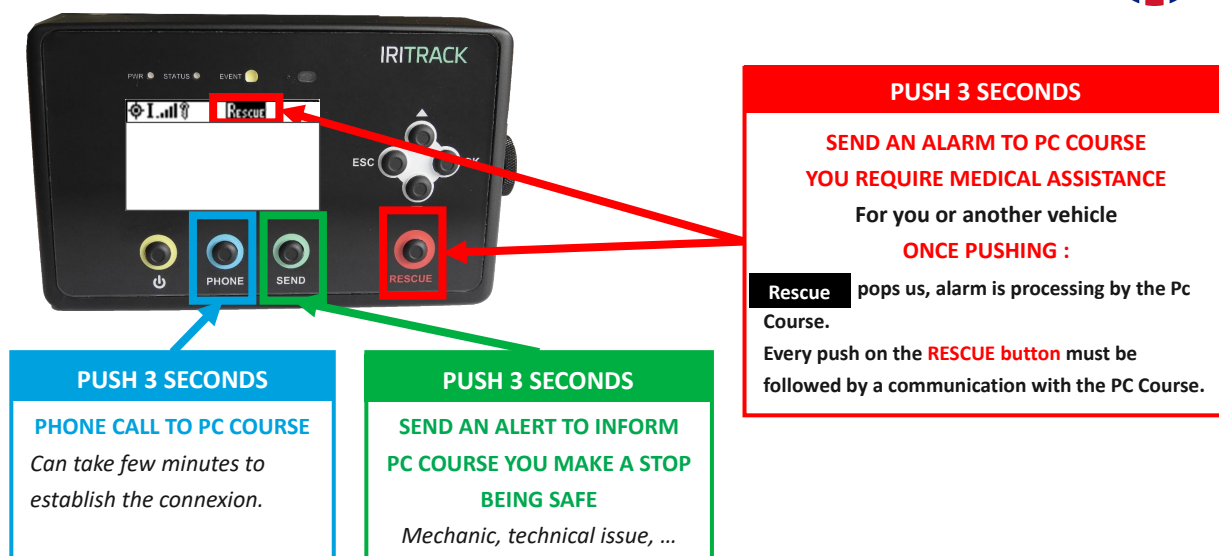 IRITRACK
PWR STATUS EVENT
I Rescue
ESC OK
PHONE SEND RESCUE
PUSH 3 SECONDS
SEND AN ALARM TO PC COURSE
YOU REQUIRE MEDICAL ASSISTANCE
For you or another vehicle
ONCE PUSHING :
Rescue pops us, alarm is processing by the Pc
Course.
Every push on the RESCUE button must be
followed by a communication with the PC Course.
PUSH 3 SECONDS
PHONE CALL TO PC COURSE
Can take few minutes to
establish the connexion.
PUSH 3 SECONDS
SEND AN ALERT TO INFORM
PC COURSE YOU MAKE A STOP
BEING SAFE
Mechanic, technical issue, …